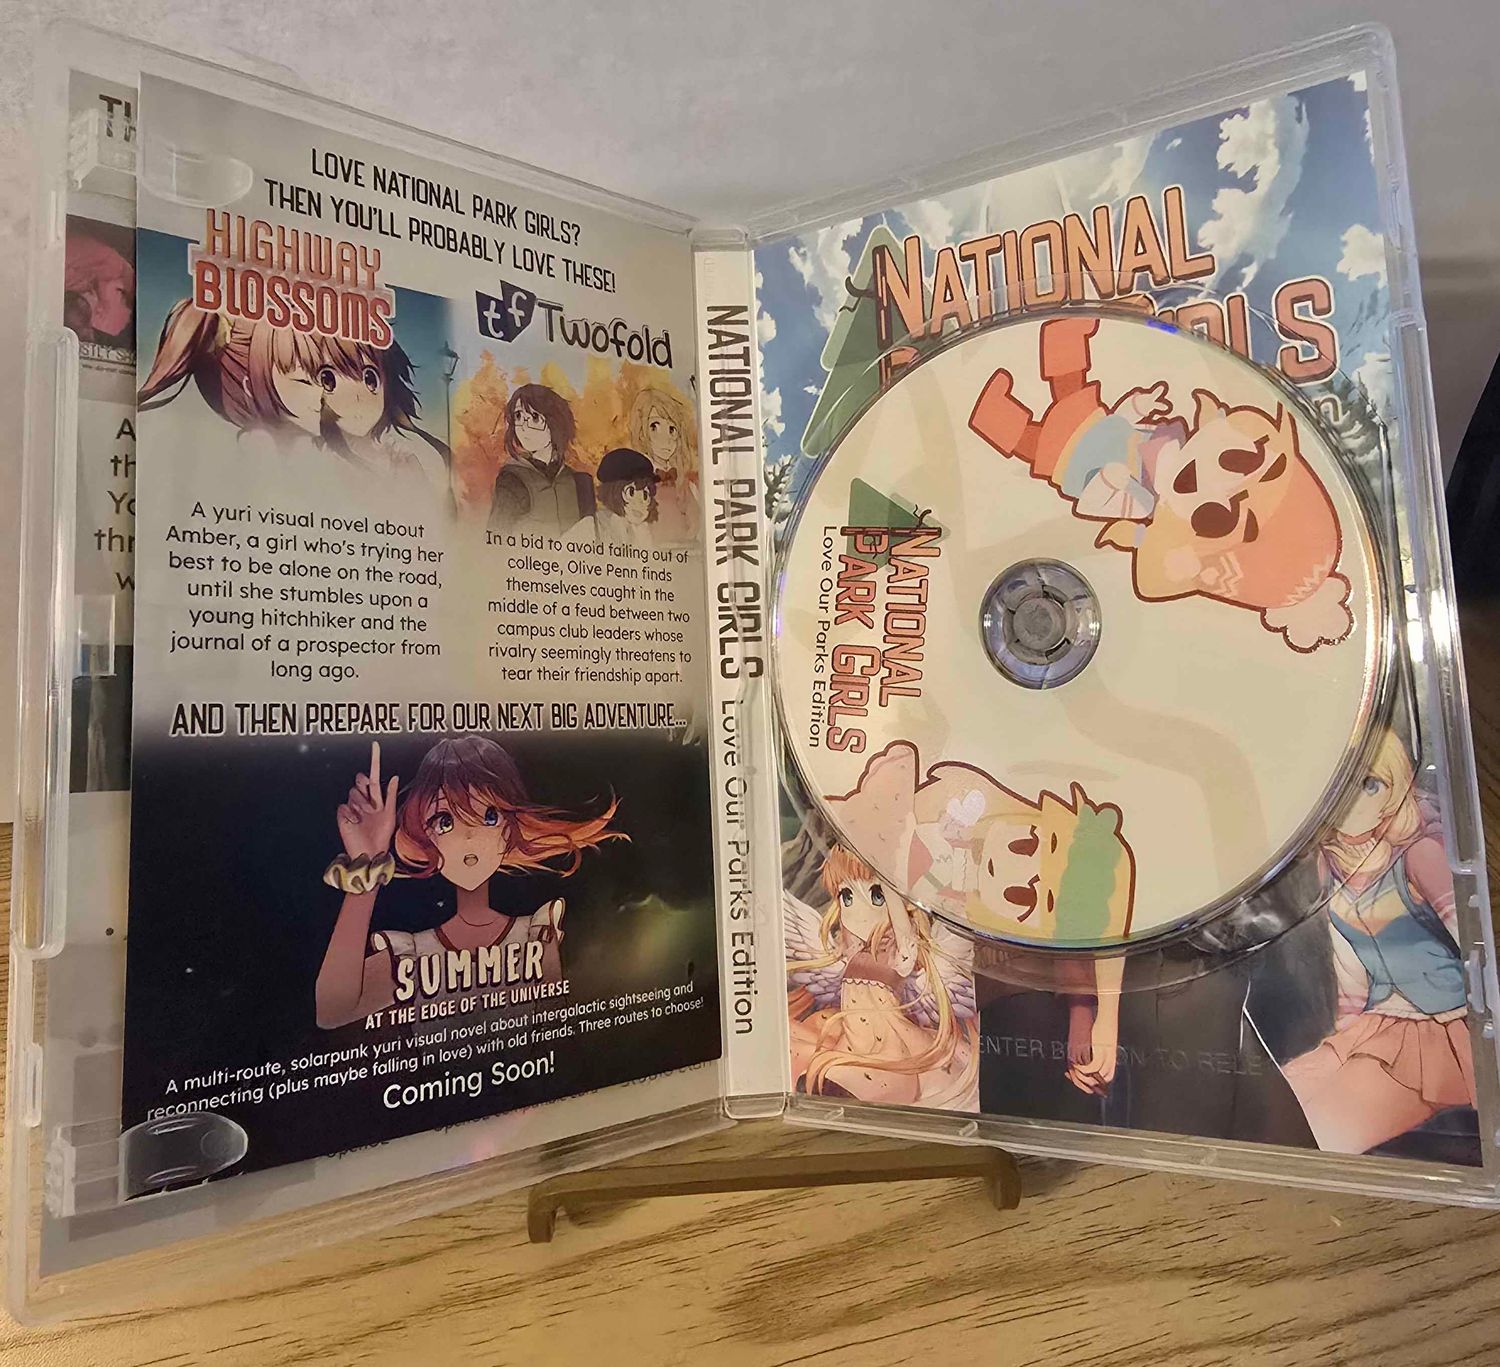 LOVE NATIONAL PARK GIRLS?
THEN YOU'LL PROBABLY LOVE THESE!
HIGHWAY
BLOSSOMS
tf Twofold
A yuri visual novel about
Amber, a girl who's trying her
best to be alone on the road,
until she stumbles upon a
young hitchhiker and the
journal of a prospector from
long ago.
In a bid to avoid failing out of
college, Olive Penn finds
themselves caught in the
middle of a feud between two
campus club leaders whose
rivalry seemingly threatens to
tear their friendship apart.
AND THEN PREPARE FOR OUR NEXT BIG ADVENTURE...
SUMMER
AT THE EDGE OF THE UNIVERSE
A multi-route, solarpunk yuri visual novel about intergalactic sightseeing and
reconnecting (plus maybe falling in love) with old friends. Three routes to choose!
Coming Soon!
NATIONAL PARK GIRLS Love Our Parks Edition
NATIONAL
GIRLS
NATIONAL
PARK GIRLS
Love Our Parks Edition